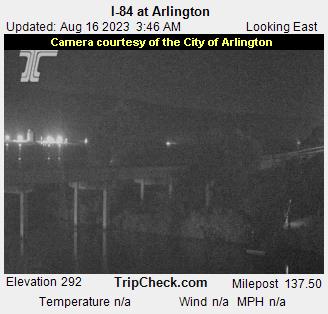 I-84 at Arlington
Updated: Aug 16 2023 3:46 AM Looking East
Camera courtesy of the City of Arlington
Elevation 292 TripCheck.com Milepost 137.50
Temperature n/a Wind n/a MPH n/a